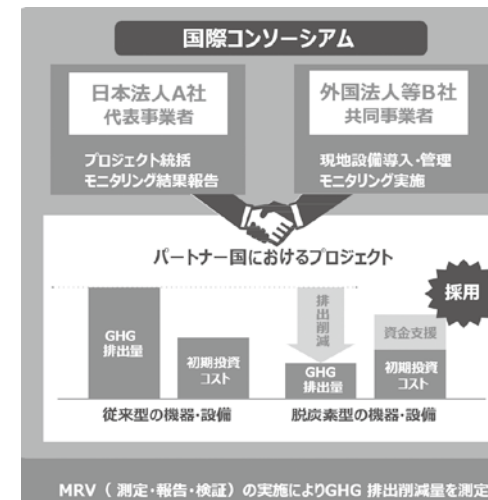 国際コンソーシアム
日本法人A社
代表事業者
プロジェクト統括
モニタリング結果報告
外国法人等B社
共同事業者
現地設備導入・管理
モニタリング実施
パートナー国におけるプロジェクト
採用
GHG
排出量
初期投資
コスト
従来型の機器・設備
排
出
削
減
GHG
排出量
資金支援
初期投資
コスト
脱炭素型の機器・設備
MRV（ 測定・報告・検証）の実施によりGHG 排出削減量を測定